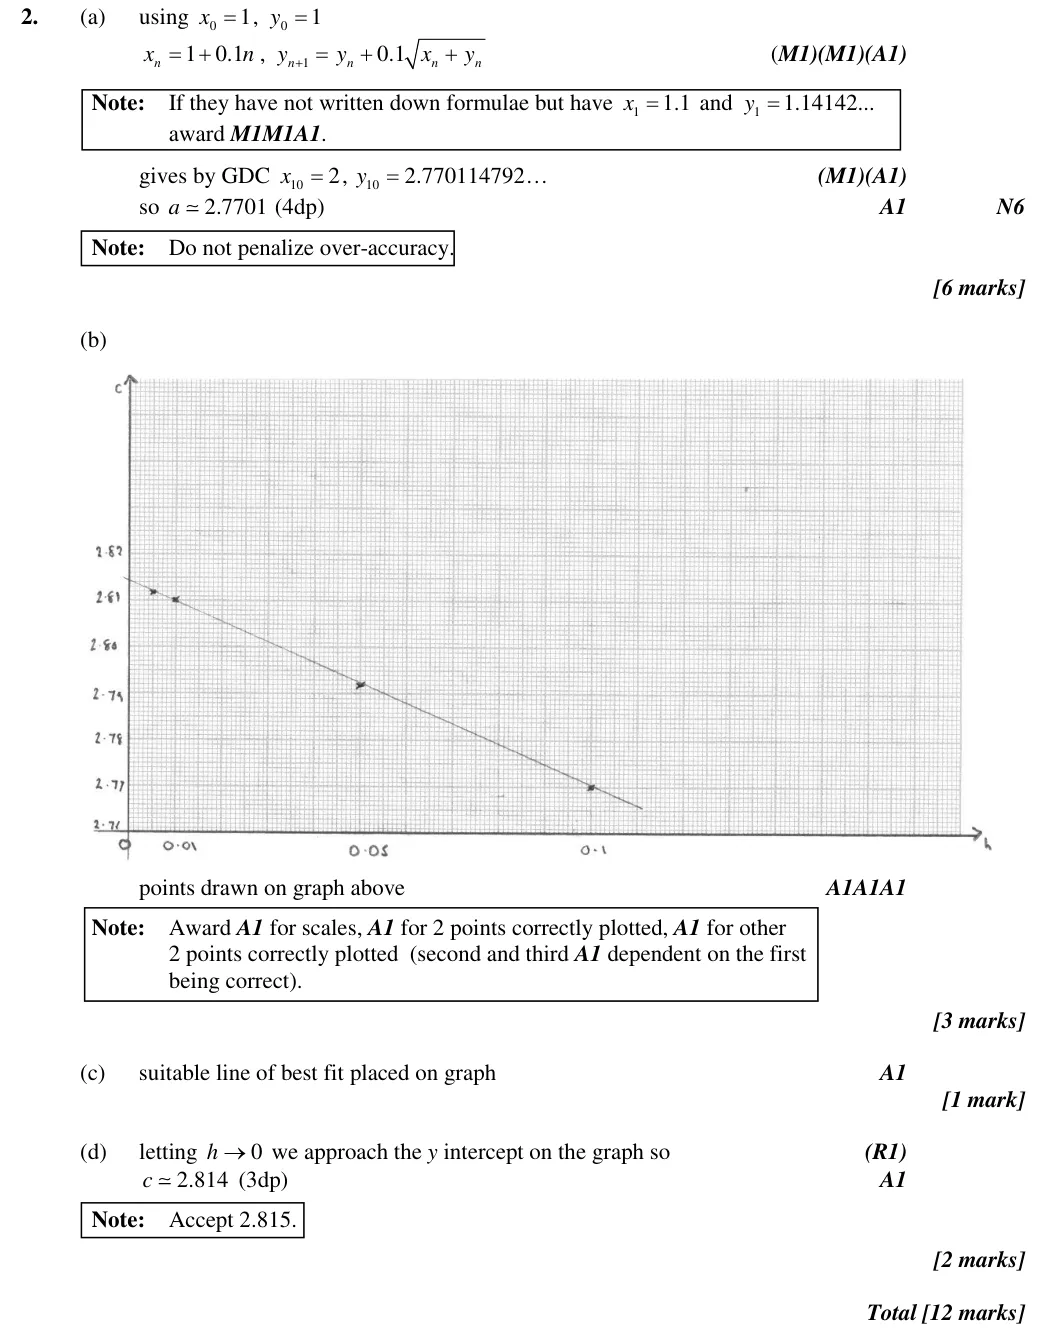 2. (a) using x₀ = 1, y₀ = 1
xₙ = 1 + 0.1n , yₙ₊₁ = yₙ + 0.1√(xₙ + yₙ) (M1)(M1)(A1)
Note: If they have not written down formulae but have x₁ = 1.1 and y₁ = 1.14142...
award M1M1A1.
gives by GDC x₁₀ = 2, y₁₀ = 2.770114792… (M1)(A1)
so a ≃ 2.7701 (4dp) A1 N6
Note: Do not penalize over-accuracy.
[6 marks]
(b)
c
2.82
2.81
2.80
2.79
2.78
2.77
2.76
0 0.01 0.05 0.1 h
points drawn on graph above A1A1A1
Note: Award A1 for scales, A1 for 2 points correctly plotted, A1 for other
2 points correctly plotted (second and third A1 dependent on the first
being correct).
[3 marks]
(c) suitable line of best fit placed on graph A1
[1 mark]
(d) letting h → 0 we approach the y intercept on the graph so (R1)
c ≃ 2.814 (3dp) A1
Note: Accept 2.815.
[2 marks]
Total [12 marks]